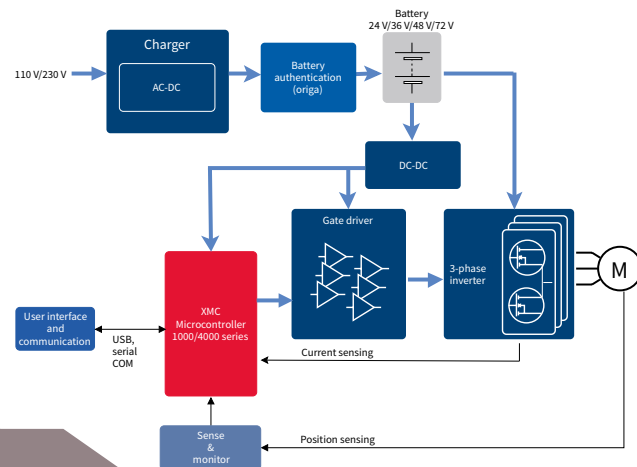 Battery
24 V/36 V/48 V/72 V
Charger
AC-DC
110 V/230 V
Battery
authentication
(origa)
DC-DC
Gate driver
3-phase
inverter
M
XMC
Microcontroller
1000/4000 series
User interface
and
communication
USB,
serial
COM
Current sensing
Sense
&
monitor
Position sensing